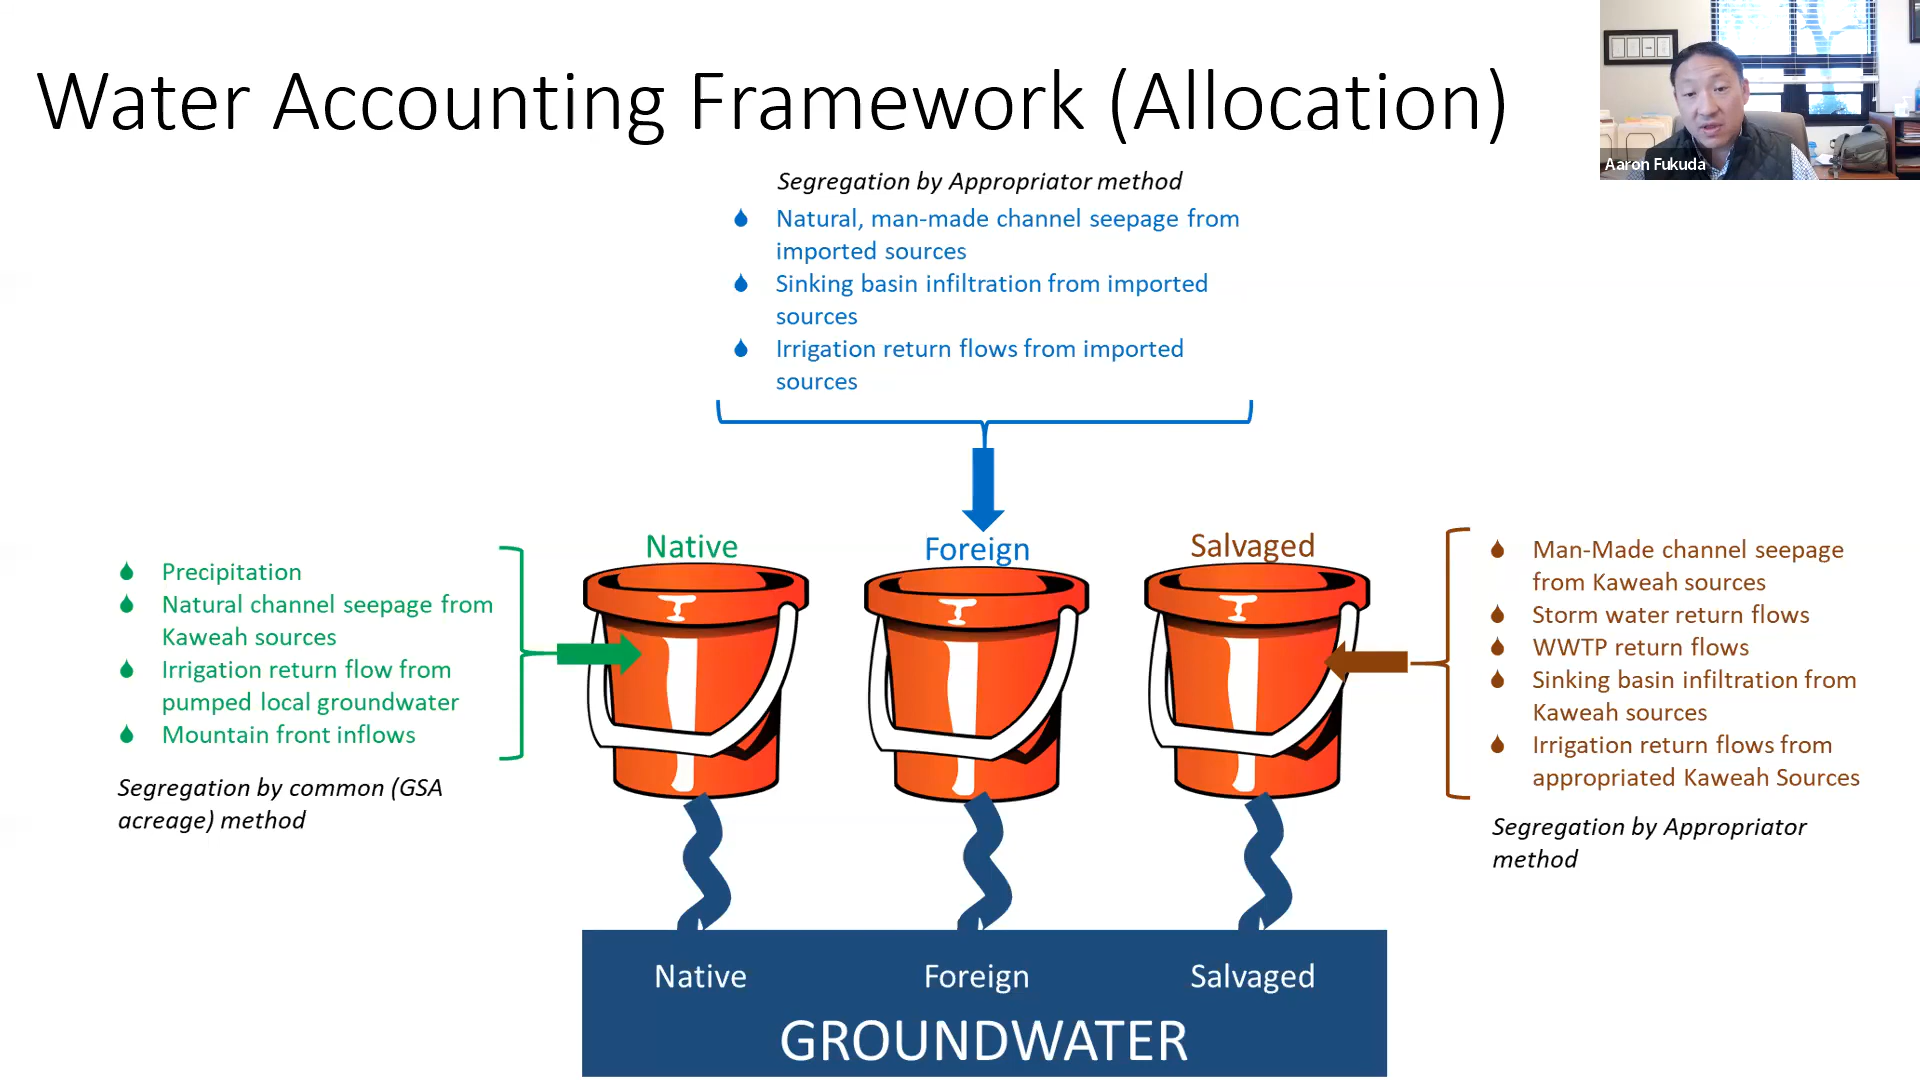 Water Accounting Framework (Allocation)
Aaron Fukuda
Segregation by Appropriator method
Natural, man-made channel seepage from
imported sources
Sinking basin infiltration from imported
sources
Irrigation return flows from imported
sources
Native
Foreign
Salvaged
Precipitation
Natural channel seepage from
Kaweah sources
Irrigation return flow from
pumped local groundwater
Mountain front inflows
Segregation by common (GSA
acreage) method
Man-Made channel seepage
from Kaweah sources
Storm water return flows
WWTP return flows
Sinking basin infiltration from
Kaweah sources
Irrigation return flows from
appropriated Kaweah Sources
Segregation by Appropriator
method
Native
Foreign
Salvaged
GROUNDWATER